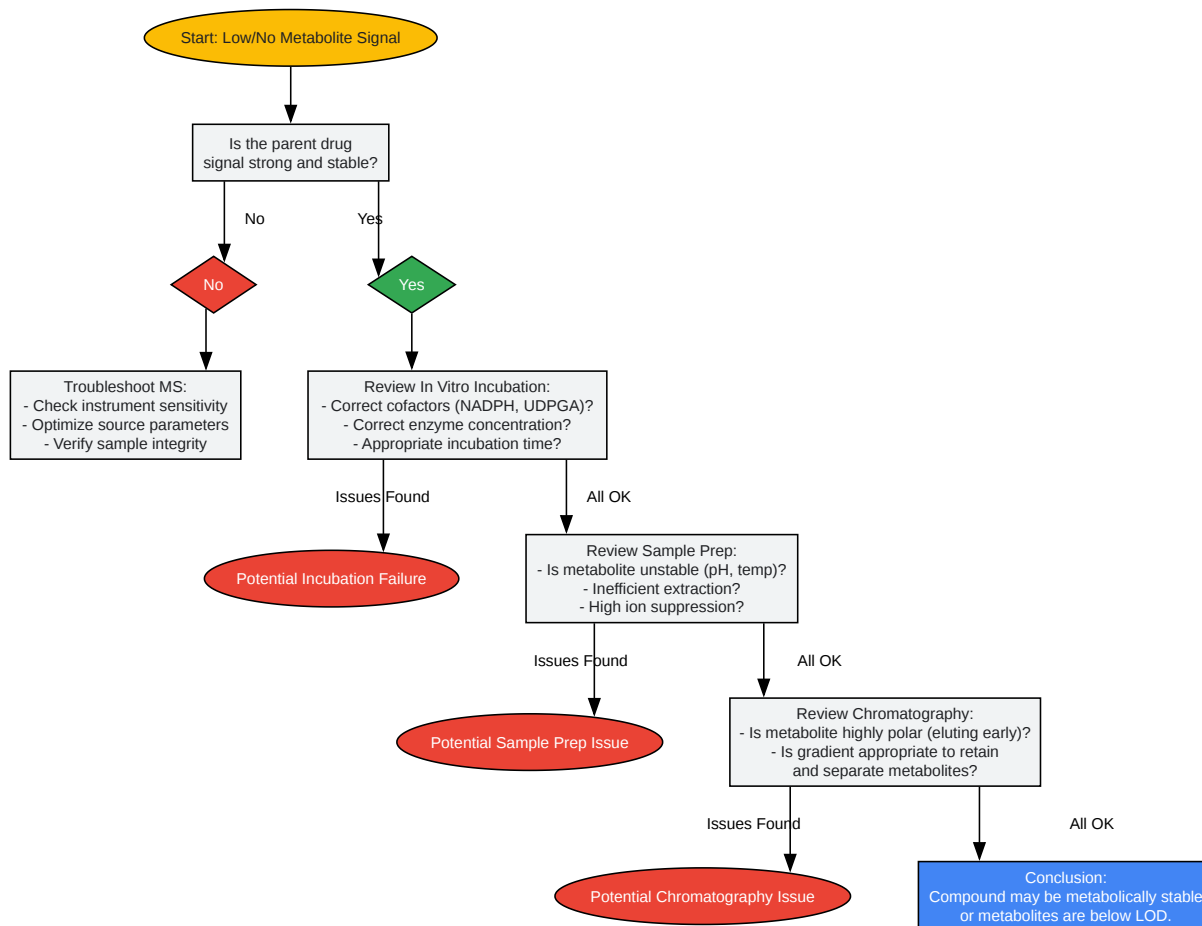 Start: Low/No Metabolite Signal
Is the parent drug
signal strong and stable?
No
Yes
No
Yes
Troubleshoot MS:
- Check instrument sensitivity
- Optimize source parameters
- Verify sample integrity
Review In Vitro Incubation:
- Correct cofactors (NADPH, UDPGA)?
- Correct enzyme concentration?
- Appropriate incubation time?
Issues Found
All OK
Potential Incubation Failure
Review Sample Prep:
- Is metabolite unstable (pH, temp)?
- Inefficient extraction?
- High ion suppression?
Issues Found
All OK
Potential Sample Prep Issue
Review Chromatography:
- Is metabolite highly polar (eluting early)?
- Is gradient appropriate to retain
and separate metabolites?
Issues Found
All OK
Potential Chromatography Issue
Conclusion:
Compound may be metabolically stable
or metabolites are below LOD.